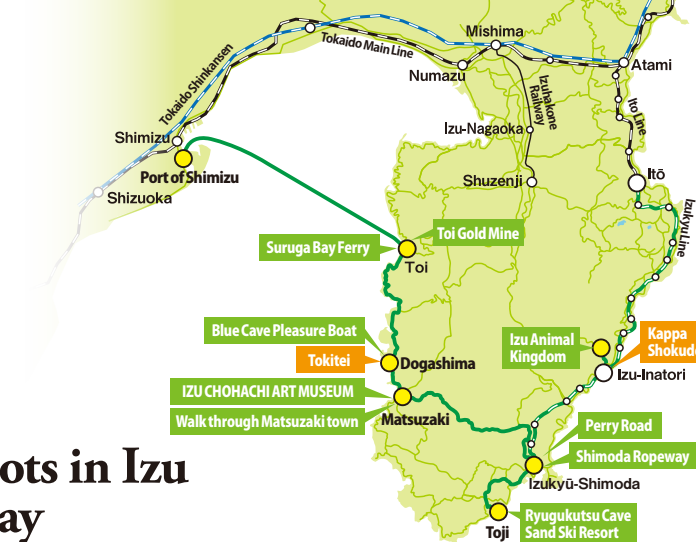 Mishima
Tokaido Main Line
Tokaido Shinkansen
Numazu
Atami
Izuhakone
Railway
Ito Line
Shimizu
Izu-Nagaoka
Port of Shimizu
Shuzenji
Itō
Shizuoka
Izukyu Line
Toi Gold Mine
Suruga Bay Ferry
Toi
Blue Cave Pleasure Boat
Izu Animal
Kingdom
Kappa
Tokitei
Dogashima
Izu-Inatori
IZU CHOHACHI ART MUSEUM
Walk through Matsuzaki town
Matsuzaki
Perry Road
Shimoda Ropeway
Izukyū-Shimoda
ots in Izu
ay
Toji
Ryugukutsu Cave
Sand Ski Resort